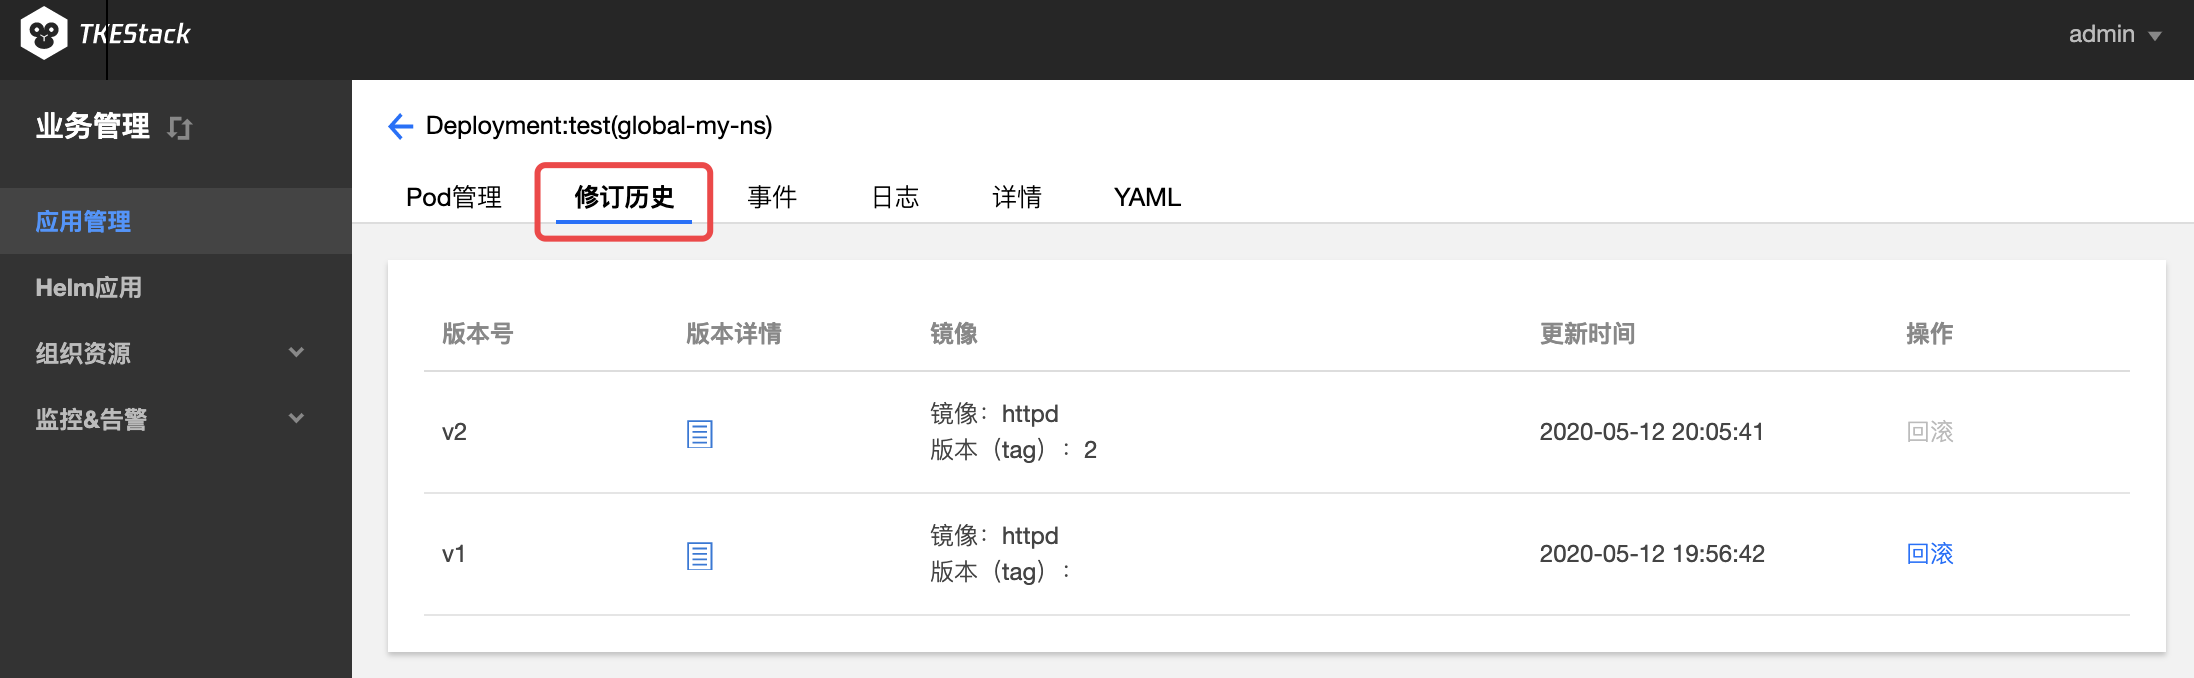 TKEStack
admin
业务管理
应用管理
Helm应用
组织资源
监控&告警
Deployment:test(global-my-ns)
Pod管理 修订历史 事件 日志 详情 YAML
版本号 版本详情 镜像 更新时间 操作
v2 镜像：httpd 2020-05-12 20:05:41 回滚
版本（tag）：2
v1 镜像：httpd 2020-05-12 19:56:42 回滚
版本（tag）：